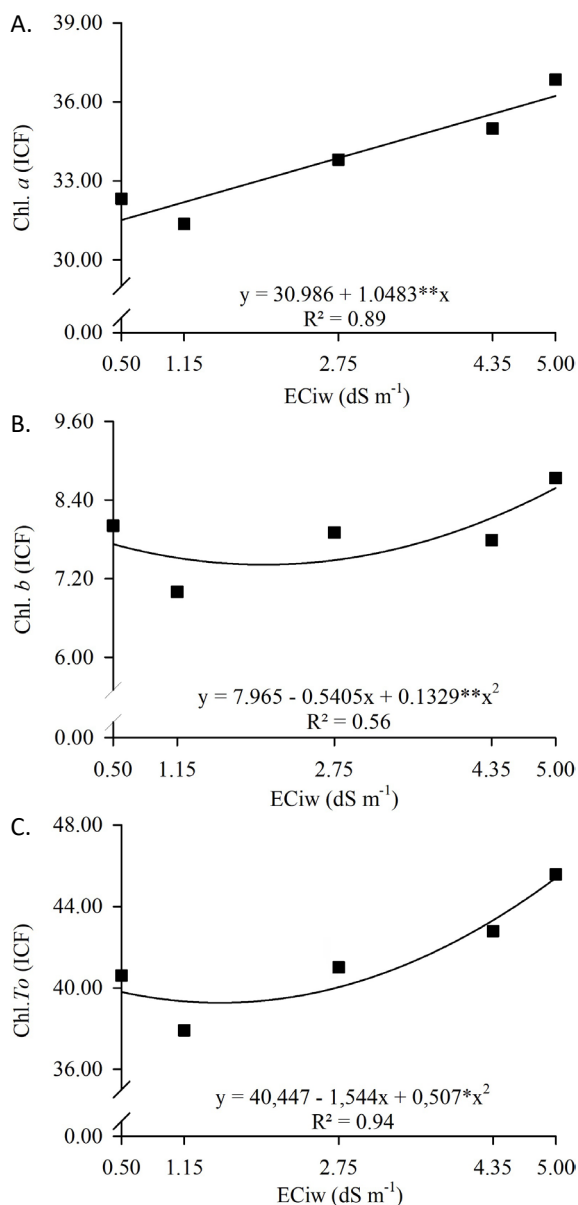 A.
39.00
36.00
33.00
30.00
0.00
Chl. a (ICF)
y = 30.986 + 1.0483**x
R² = 0.89
0.50 1.15 2.75 4.35 5.00
ECiw (dS m⁻¹)
B.
9.60
8.40
7.20
6.00
0.00
Chl. b (ICF)
y = 7.965 - 0.5405x + 0.1329**x²
R² = 0.56
0.50 1.15 2.75 4.35 5.00
ECiw (dS m⁻¹)
C.
48.00
44.00
40.00
36.00
0.00
Chl.To (ICF)
y = 40,447 - 1,544x + 0,507*x²
R² = 0.94
0.50 1.15 2.75 4.35 5.00
ECiw (dS m⁻¹)